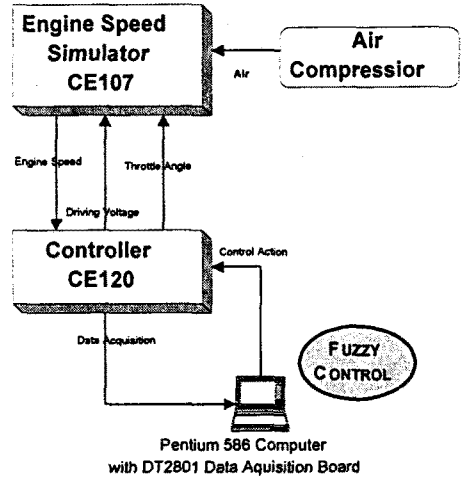 Engine Speed
Simulator
CE107
Air
Compressior
Air
Engine Speed
Throttle Angle
Driving Voltage
Controller
CE120
Control Action
Data Acquisition
FUZZY
CONTROL
Pentium 586 Computer
with DT2801 Data Aquisition Board